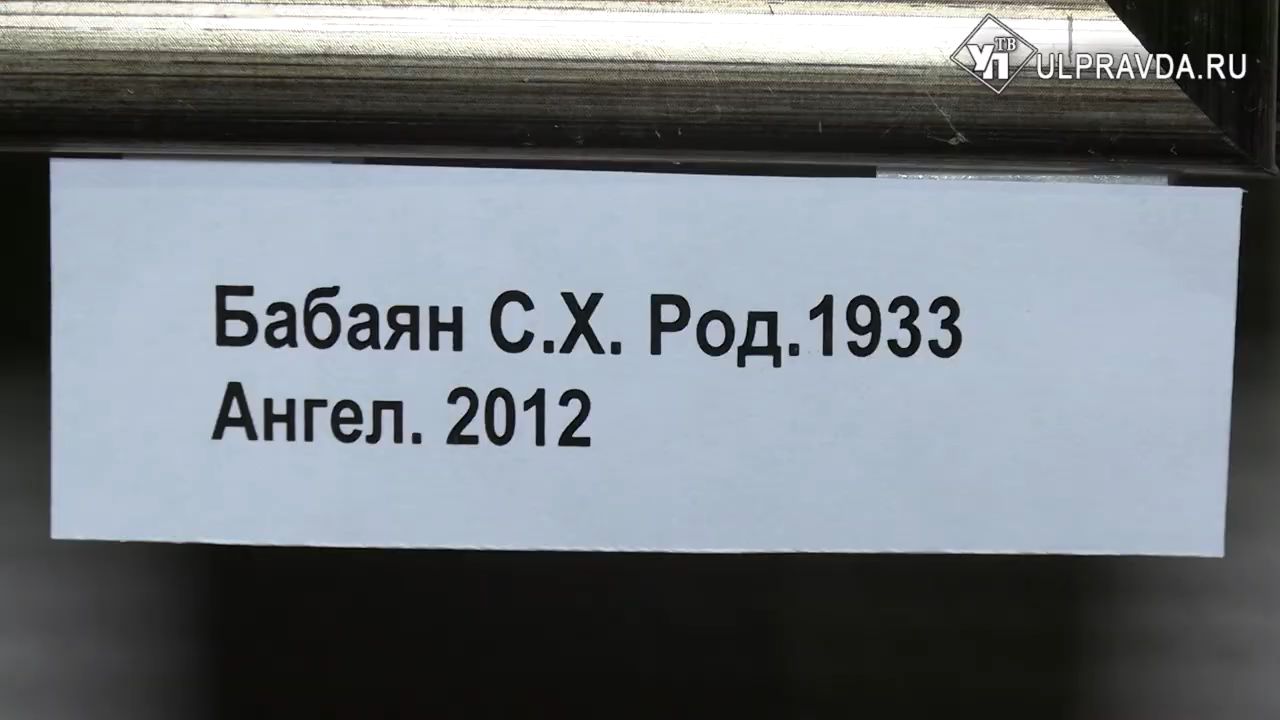 УП ТВ ULPRAVDA.RU
Бабаян С.Х. Род.1933
Ангел. 2012